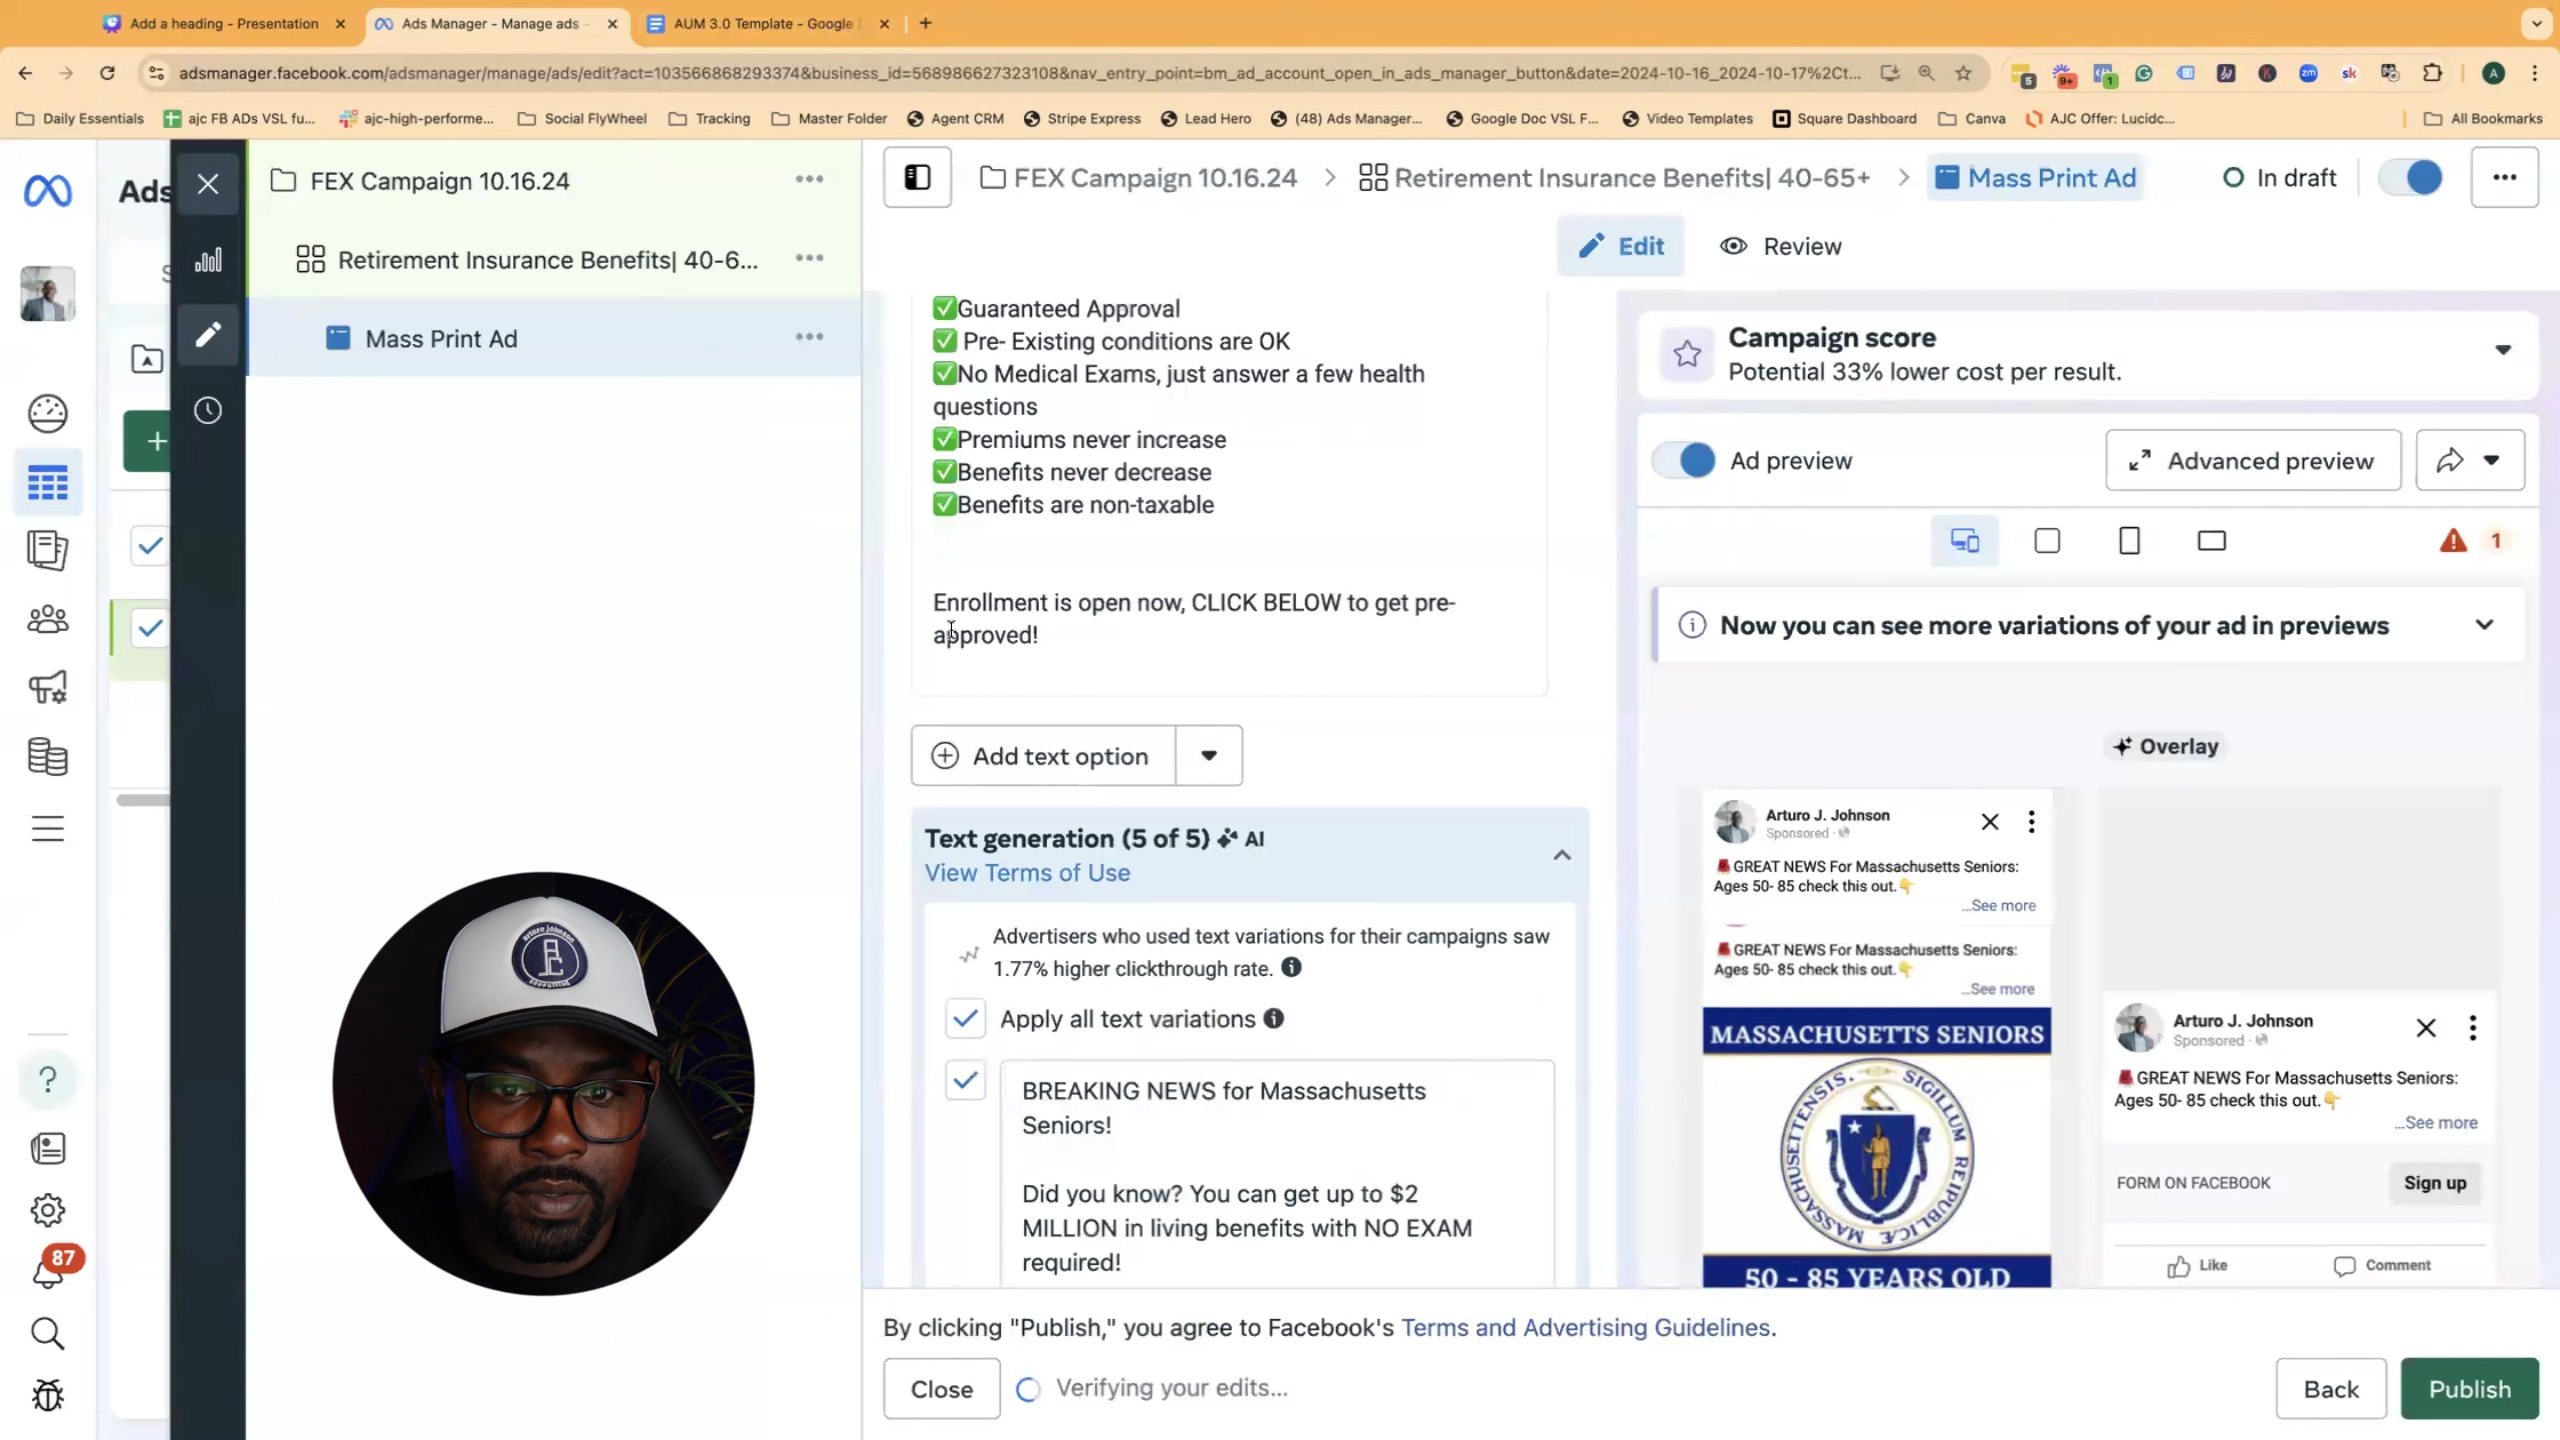 Add a heading - Presentation
Ads Manager - Manage ads -
AUM 3.0 Template - Google
adsmanager.facebook.com/adsmanager/manage/ads/edit?act=103566868293374&business_id=568986627323108&nav_entry_point=bm_ad_account_open_in_ads_manager_button&date=2024-10-16_2024-10-17%2Ct...
5
9+
1
zm
sk
A
Daily Essentials
ajc FB ADs VSL fu...
ajc-high-performe...
Social FlyWheel
Tracking
Master Folder
Agent CRM
Stripe Express
Lead Hero
(48) Ads Manager...
Google Doc VSL F...
Video Templates
Square Dashboard
Canva
AJC Offer: Lucidc...
All Bookmarks
Ads
FEX Campaign 10.16.24
Retirement Insurance Benefits| 40-6...
Mass Print Ad
87
FEX Campaign 10.16.24 > Retirement Insurance Benefits| 40-65+ > Mass Print Ad
In draft
Edit
Review
✅Guaranteed Approval
✅ Pre- Existing conditions are OK
✅No Medical Exams, just answer a few health
questions
✅Premiums never increase
✅Benefits never decrease
✅Benefits are non-taxable
Enrollment is open now, CLICK BELOW to get pre-
approved!
Add text option
Text generation (5 of 5) AI
View Terms of Use
Advertisers who used text variations for their campaigns saw
1.77% higher clickthrough rate.
Apply all text variations
BREAKING NEWS for Massachusetts
Seniors!
Did you know? You can get up to $2
MILLION in living benefits with NO EXAM
required!
Campaign score
Potential 33% lower cost per result.
Ad preview
Advanced preview
1
Now you can see more variations of your ad in previews
Overlay
Arturo J. Johnson
Sponsored ·
GREAT NEWS For Massachusetts Seniors:
Ages 50- 85 check this out.👇
...See more
GREAT NEWS For Massachusetts Seniors:
Ages 50- 85 check this out.👇
...See more
MASSACHUSETTS SENIORS
50 - 85 YEARS OLD
Arturo J. Johnson
Sponsored ·
GREAT NEWS For Massachusetts Seniors:
Ages 50- 85 check this out.👇
...See more
FORM ON FACEBOOK
Sign up
Like
Comment
By clicking "Publish," you agree to Facebook's Terms and Advertising Guidelines.
Close
Verifying your edits...
Back
Publish